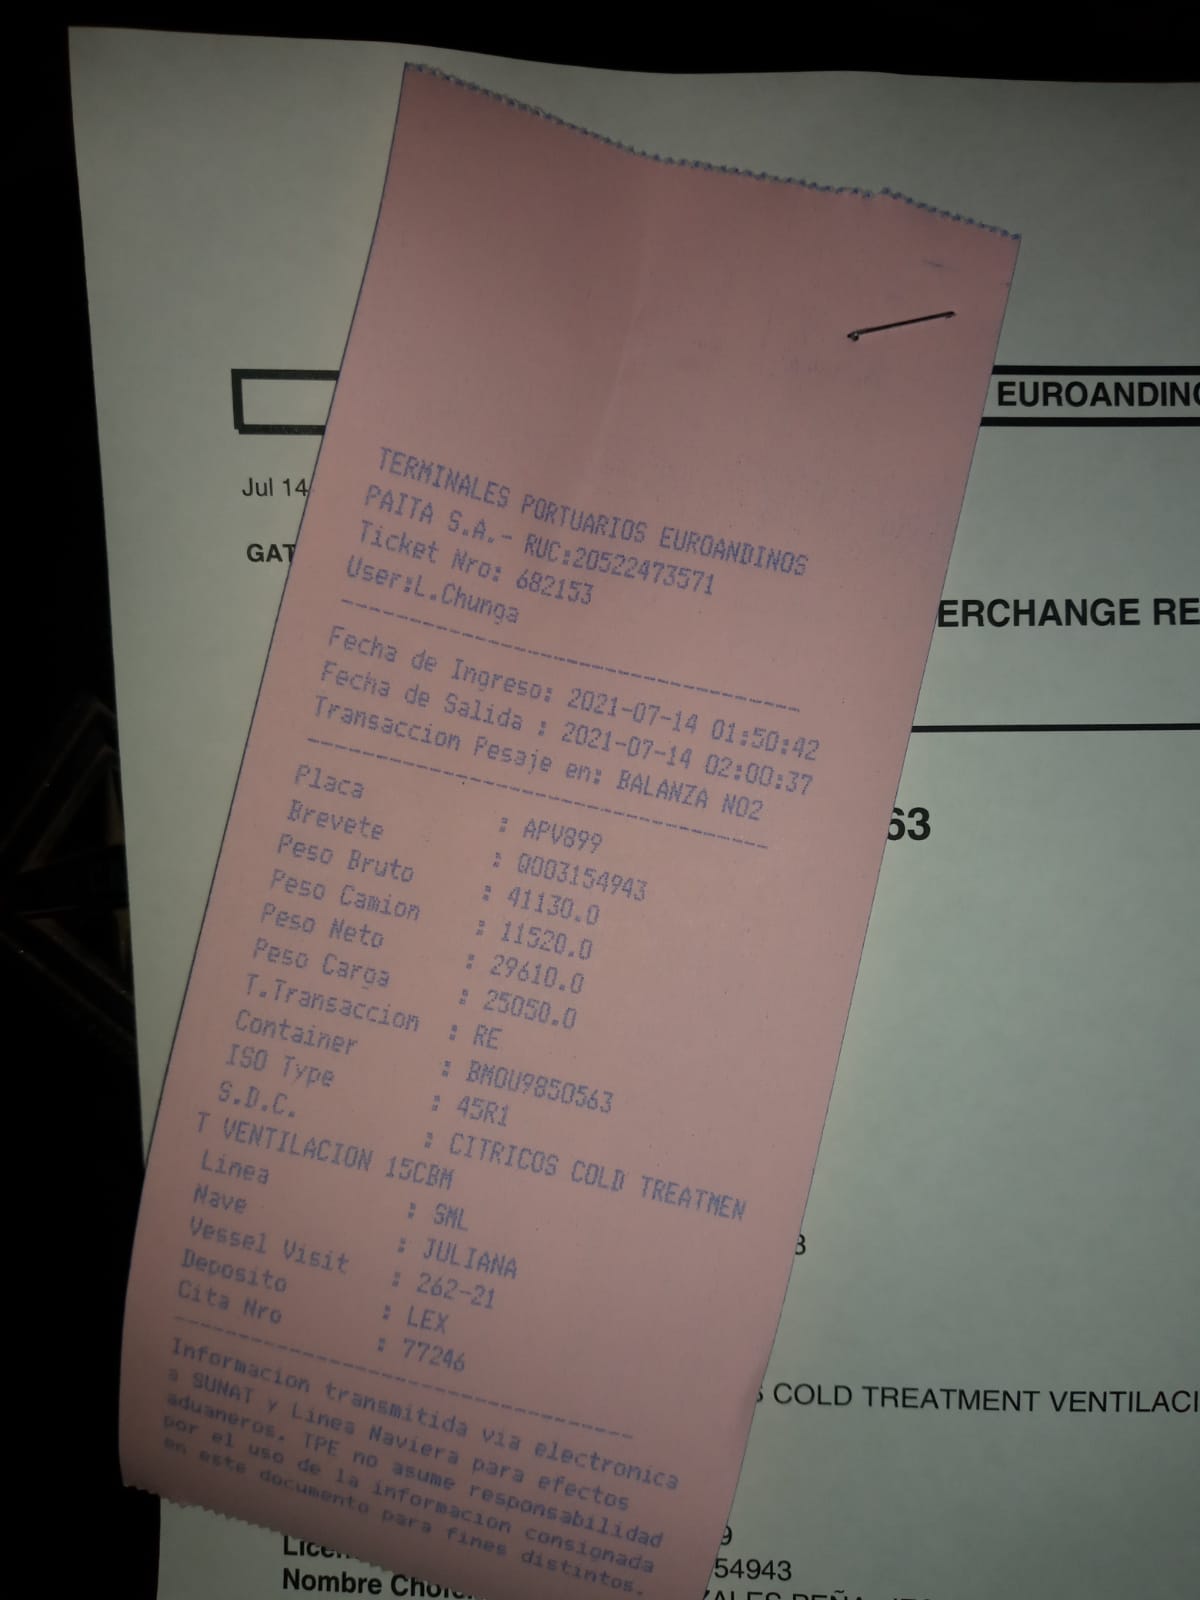 EUROANDINO
Jul 14
GAT
ERCHANGE RE
63
TERMINALES PORTUARIOS EUROANDINOS
PAITA S.A.- RUC:20522473571
Ticket Nro: 682153
User:L.Chunga
--------------------------------
Fecha de Ingreso: 2021-07-14 01:50:42
Fecha de Salida : 2021-07-14 02:00:37
Transaccion Pesaje en: BALANZA NO2
--------------------------------
Placa : APV899
Brevete : Q003154943
Peso Bruto : 41130.0
Peso Camion : 11520.0
Peso Neto : 29610.0
Peso Carga : 25050.0
T.Transaccion : RE
Container : BMOU9850563
ISO Type : 45R1
S.D.C. : CITRICOS COLD TREATMEN
T VENTILACION 15CBM
Linea : SML
Nave : JULIANA
Vessel Visit : 262-21
Deposito : LEX
Cita Nro : 77246
--------------------------------
Informacion transmitida via electronica
a SUNAT y Linea Naviera para efectos
aduaneros. TPE no asume responsabilidad
por el uso de la informacion consignada
en este documento para fines distintos.
COLD TREATMENT VENTILACI
9
Lice
54943
Nombre Cho